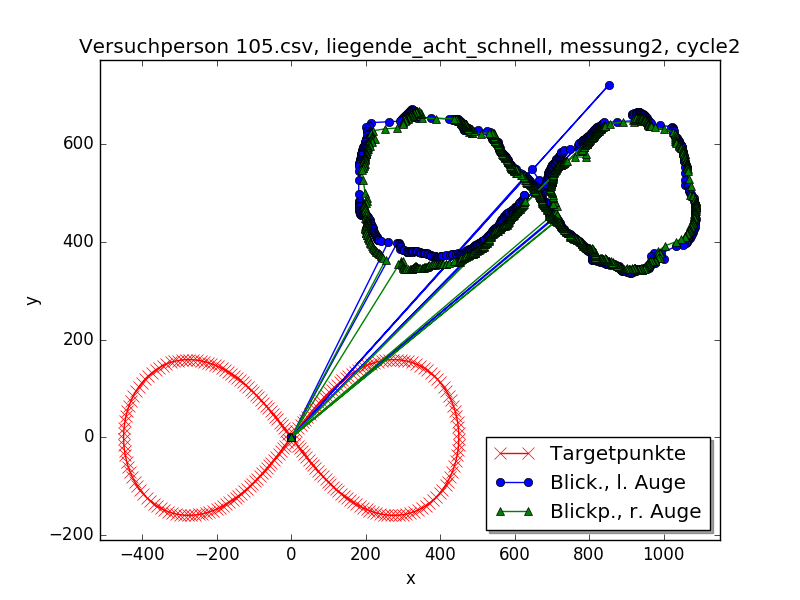 Versuchperson 105.csv, liegende_acht_schnell, messung2, cycle2
y
600
400
200
0
−200
−400 −200 0 200 400 600 800 1000
x
Targetpunkte
Blick., l. Auge
Blickp., r. Auge